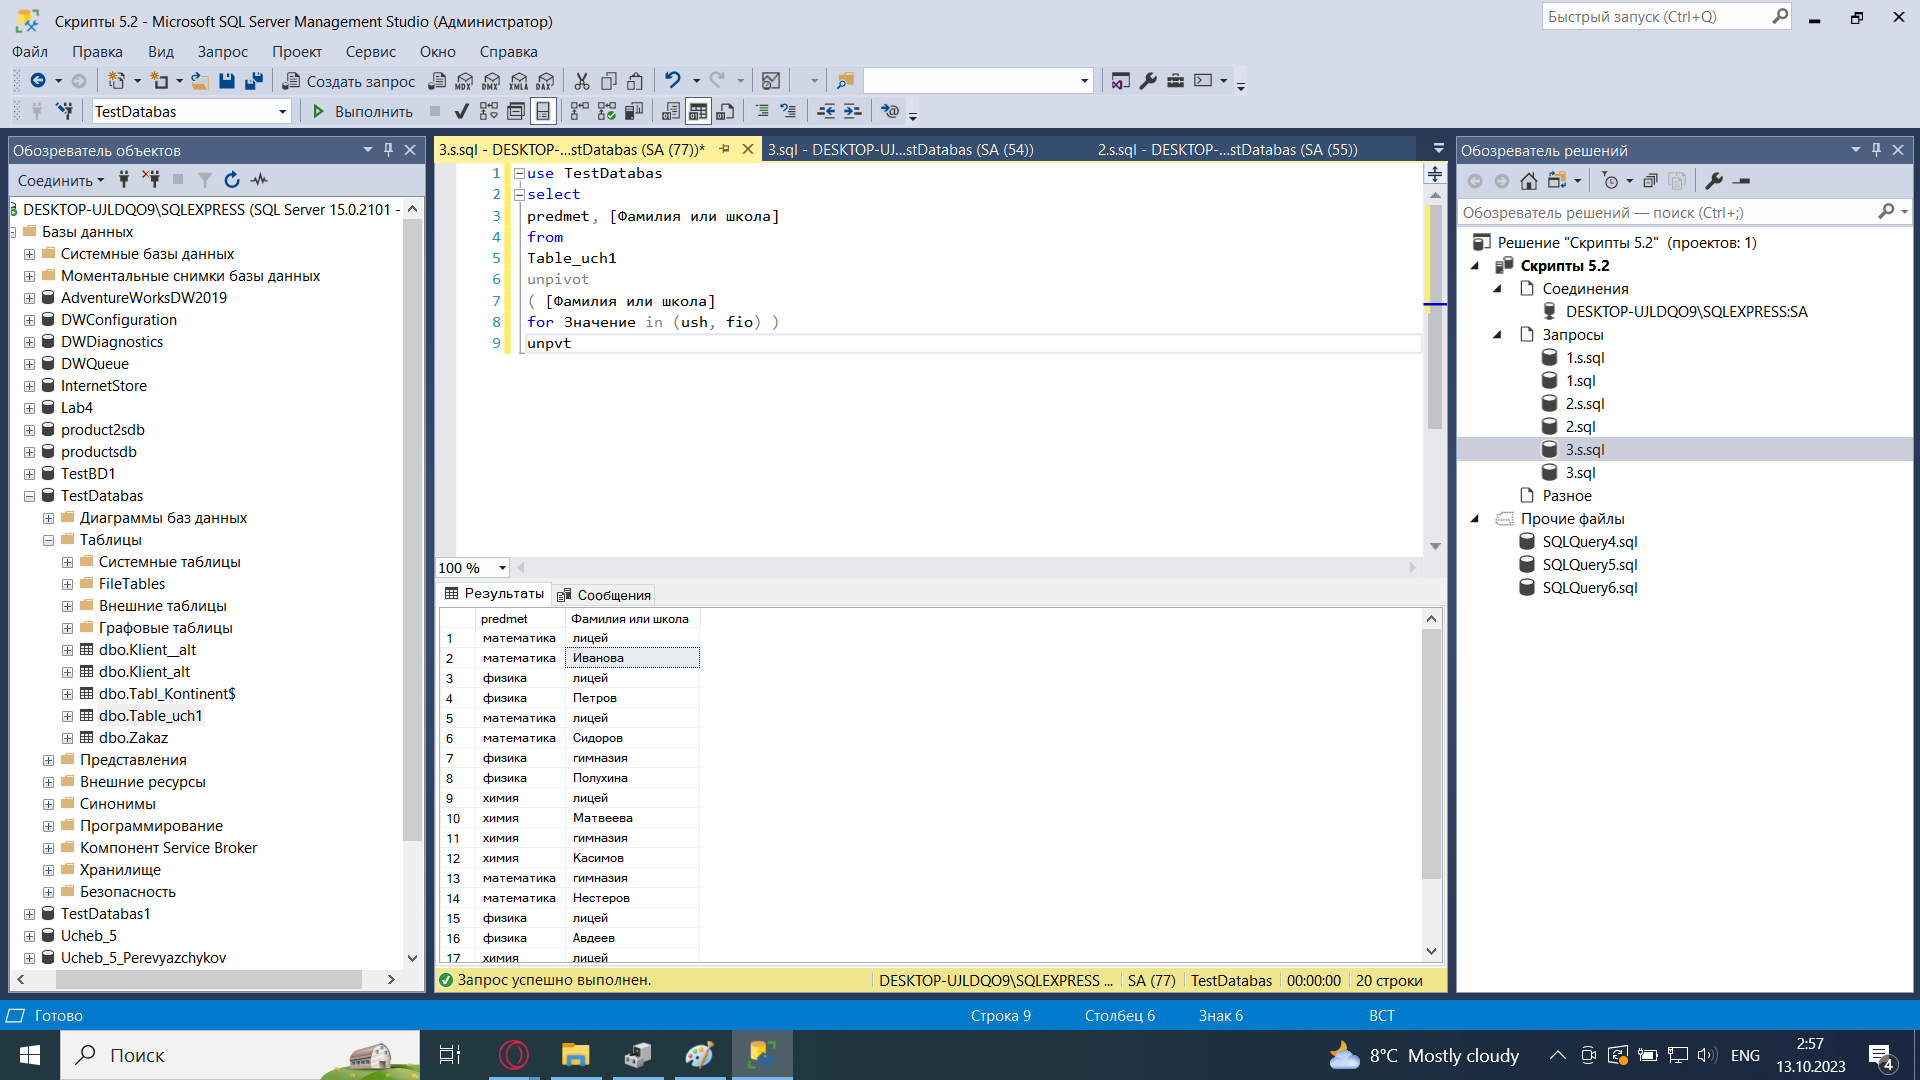 Скрипты 5.2 - Microsoft SQL Server Management Studio (Администратор)
Быстрый запуск (Ctrl+Q)
Файл Правка Вид Запрос Проект Сервис Окно Справка
Создать запрос MDX DMX XMLA DAX
TestDatabas Выполнить
Обозреватель объектов
Соединить
DESKTOP-UJLDQO9\SQLEXPRESS (SQL Server 15.0.2101 -
Базы данных
Системные базы данных
Моментальные снимки базы данных
AdventureWorksDW2019
DWConfiguration
DWDiagnostics
DWQueue
InternetStore
Lab4
product2sdb
productsdb
TestBD1
TestDatabas
Диаграммы баз данных
Таблицы
Системные таблицы
FileTables
Внешние таблицы
Графовые таблицы
dbo.Klient__alt
dbo.Klient_alt
dbo.Tabl_Kontinent$
dbo.Table_uch1
dbo.Zakaz
Представления
Внешние ресурсы
Синонимы
Программирование
Компонент Service Broker
Хранилище
Безопасность
TestDatabas1
Ucheb_5
Ucheb_5_Perevyazchykov
3.s.sql - DESKTOP-...stDatabas (SA (77))* 3.sql - DESKTOP-UJ...stDatabas (SA (54)) 2.s.sql - DESKTOP-...stDatabas (SA (55))
1 use TestDatabas
2 select
3 predmet, [Фамилия или школа]
4 from
5 Table_uch1
6 unpivot
7 ( [Фамилия или школа]
8 for Значение in (ush, fio) )
9 unpvt
100 %
Результаты Сообщения
predmet Фамилия или школа
1 математика лицей
2 математика Иванова
3 физика лицей
4 физика Петров
5 математика лицей
6 математика Сидоров
7 физика гимназия
8 физика Полухина
9 химия лицей
10 химия Матвеева
11 химия гимназия
12 химия Касимов
13 математика гимназия
14 математика Нестеров
15 физика лицей
16 физика Авдеев
17 химия лицей
Запрос успешно выполнен. DESKTOP-UJLDQO9\SQLEXPRESS ... SA (77) TestDatabas 00:00:00 20 строки
Обозреватель решений
Обозреватель решений — поиск (Ctrl+;)
Решение "Скрипты 5.2" (проектов: 1)
Скрипты 5.2
Соединения
DESKTOP-UJLDQO9\SQLEXPRESS:SA
Запросы
1.s.sql
1.sql
2.s.sql
2.sql
3.s.sql
3.sql
Разное
Прочие файлы
SQLQuery4.sql
SQLQuery5.sql
SQLQuery6.sql
Готово Строка 9 Столбец 6 Знак 6 ВСТ
Поиск 8°C Mostly cloudy ENG 2:57
13.10.2023 4